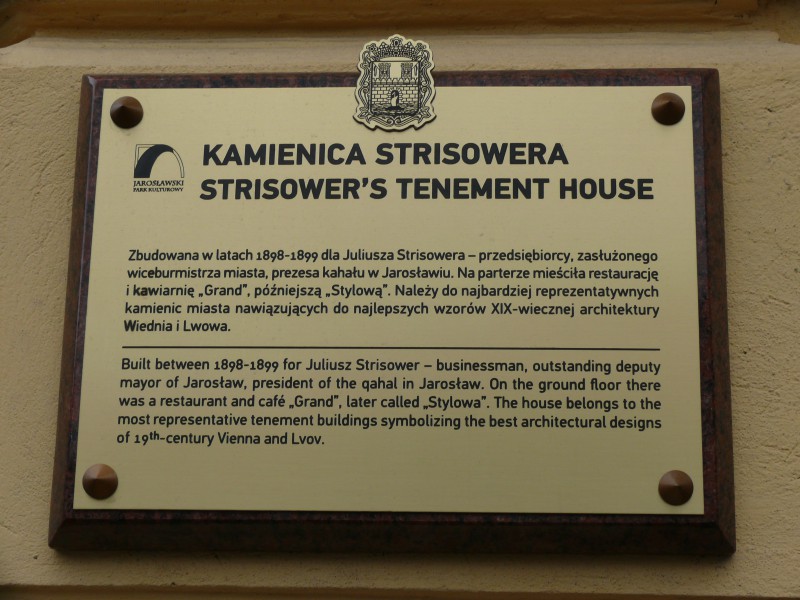 KAMIENICA STRISOWERA
STRISOWER'S TENEMENT HOUSE
JAROSŁAWSKI
PARK KULTUROWY
Zbudowana w latach 1898-1899 dla Juliusza Strisowera – przedsiębiorcy, zasłużonego
wiceburmistrza miasta, prezesa kahału w Jarosławiu. Na parterze mieściła restaurację
i kawiarnię „Grand”, późniejszą „Stylową”. Należy do najbardziej reprezentatywnych
kamienic miasta nawiązujących do najlepszych wzorów XIX-wiecznej architektury
Wiednia i Lwowa.
Built between 1898-1899 for Juliusz Strisower – businessman, outstanding deputy
mayor of Jarosław, president of the qahal in Jarosław. On the ground floor there
was a restaurant and café „Grand”, later called „Stylowa”. The house belongs to the
most representative tenement buildings symbolizing the best architectural designs
of 19th-century Vienna and Lvov.